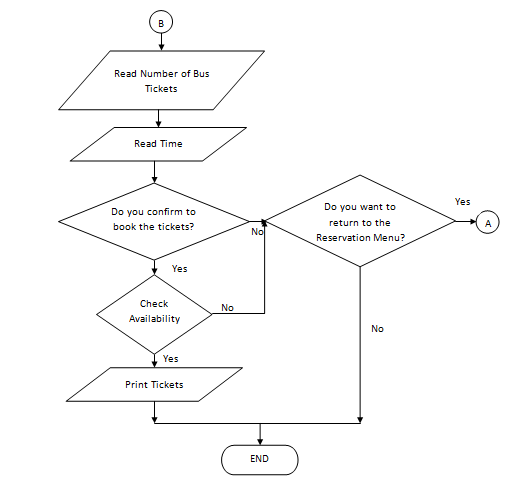 B
Read Number of Bus
Tickets
Read Time
Do you confirm to
book the tickets?
No
Do you want to
return to the
Reservation Menu?
Yes
A
Yes
Check
Availability
No
No
Yes
Print Tickets
END